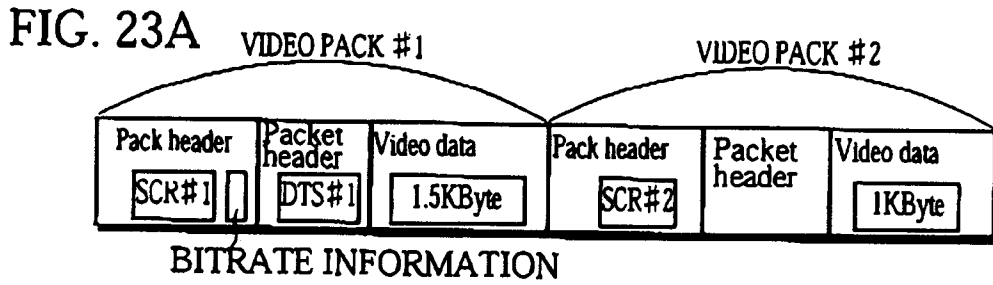 FIG. 23A
VIDEO PACK #1
VIDEO PACK #2
Pack header
Packet header
Video data
Pack header
Packet header
Video data
SCR#1
DTS#1
1.5KByte
SCR#2
1KByte
BITRATE INFORMATION